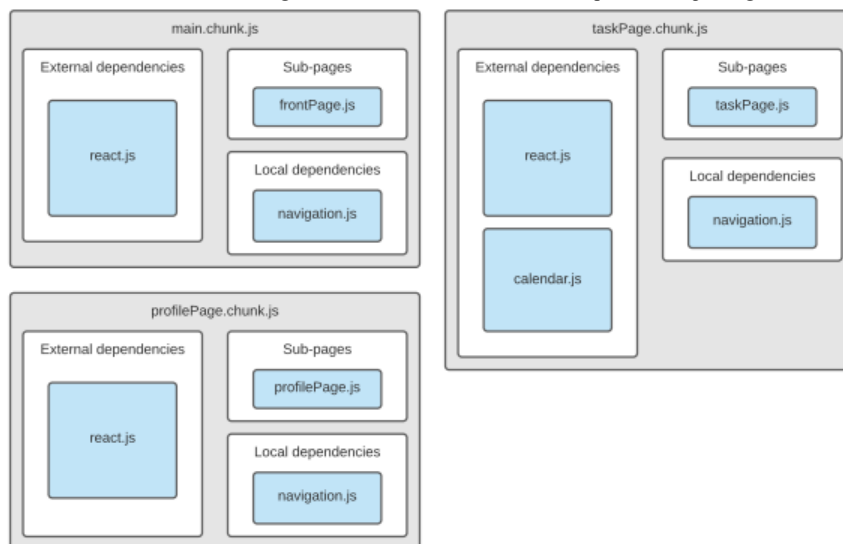 main.chunk.js
External dependencies
react.js
Sub-pages
frontPage.js
Local dependencies
navigation.js
taskPage.chunk.js
External dependencies
react.js
calendar.js
Sub-pages
taskPage.js
Local dependencies
navigation.js
profilePage.chunk.js
External dependencies
react.js
Sub-pages
profilePage.js
Local dependencies
navigation.js